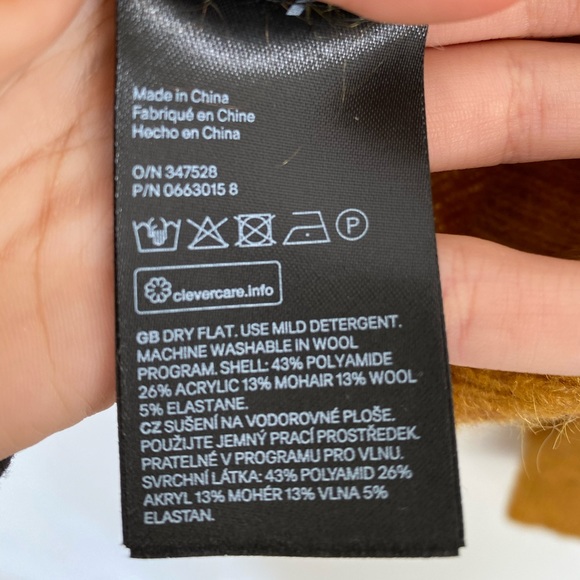 Made in China
Fabriqué en Chine
Hecho en China
O/N 347528
P/N 0663015 8
P
clevercare.info
GB DRY FLAT. USE MILD DETERGENT.
MACHINE WASHABLE IN WOOL
PROGRAM. SHELL: 43% POLYAMIDE
26% ACRYLIC 13% MOHAIR 13% WOOL
5% ELASTANE.
CZ SUŠENÍ NA VODOROVNÉ PLOŠE.
POUŽIJTE JEMNÝ PRACÍ PROSTŘEDEK.
PRATELNÉ V PROGRAMU PRO VLNU.
SVRCHNÍ LÁTKA: 43% POLYAMID 26%
AKRYL 13% MOHÉR 13% VLNA 5%
ELASTAN.